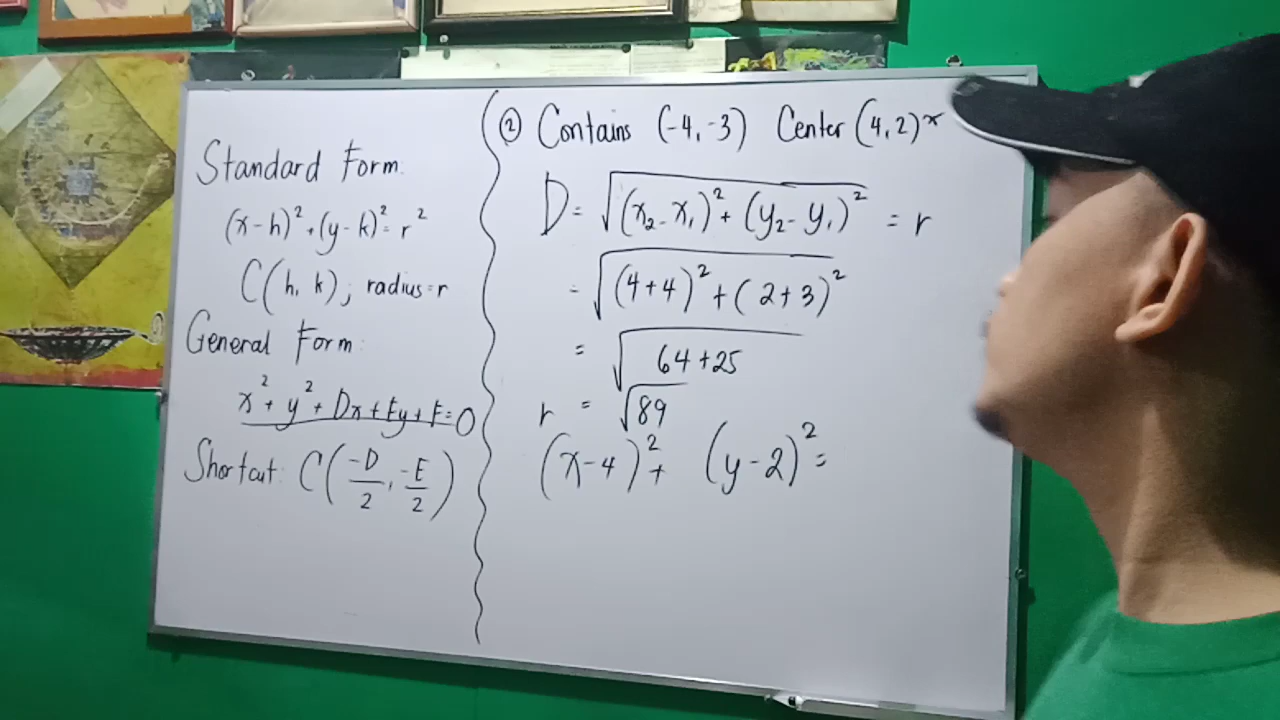 Standard Form:
(x-h)² + (y-k)² = r²
C(h, k); radius = r
General Form:
x² + y² + Dx + Ey + F = 0
Shortcut: C(-D/2, -E/2)
② Contains (-4, -3) Center (4, 2)
D = √(x₂ - x₁)² + (y₂ - y₁)² = r
= √(4+4)² + (2+3)²
= √64+25
r = √89
(x-4)² + (y-2)² =